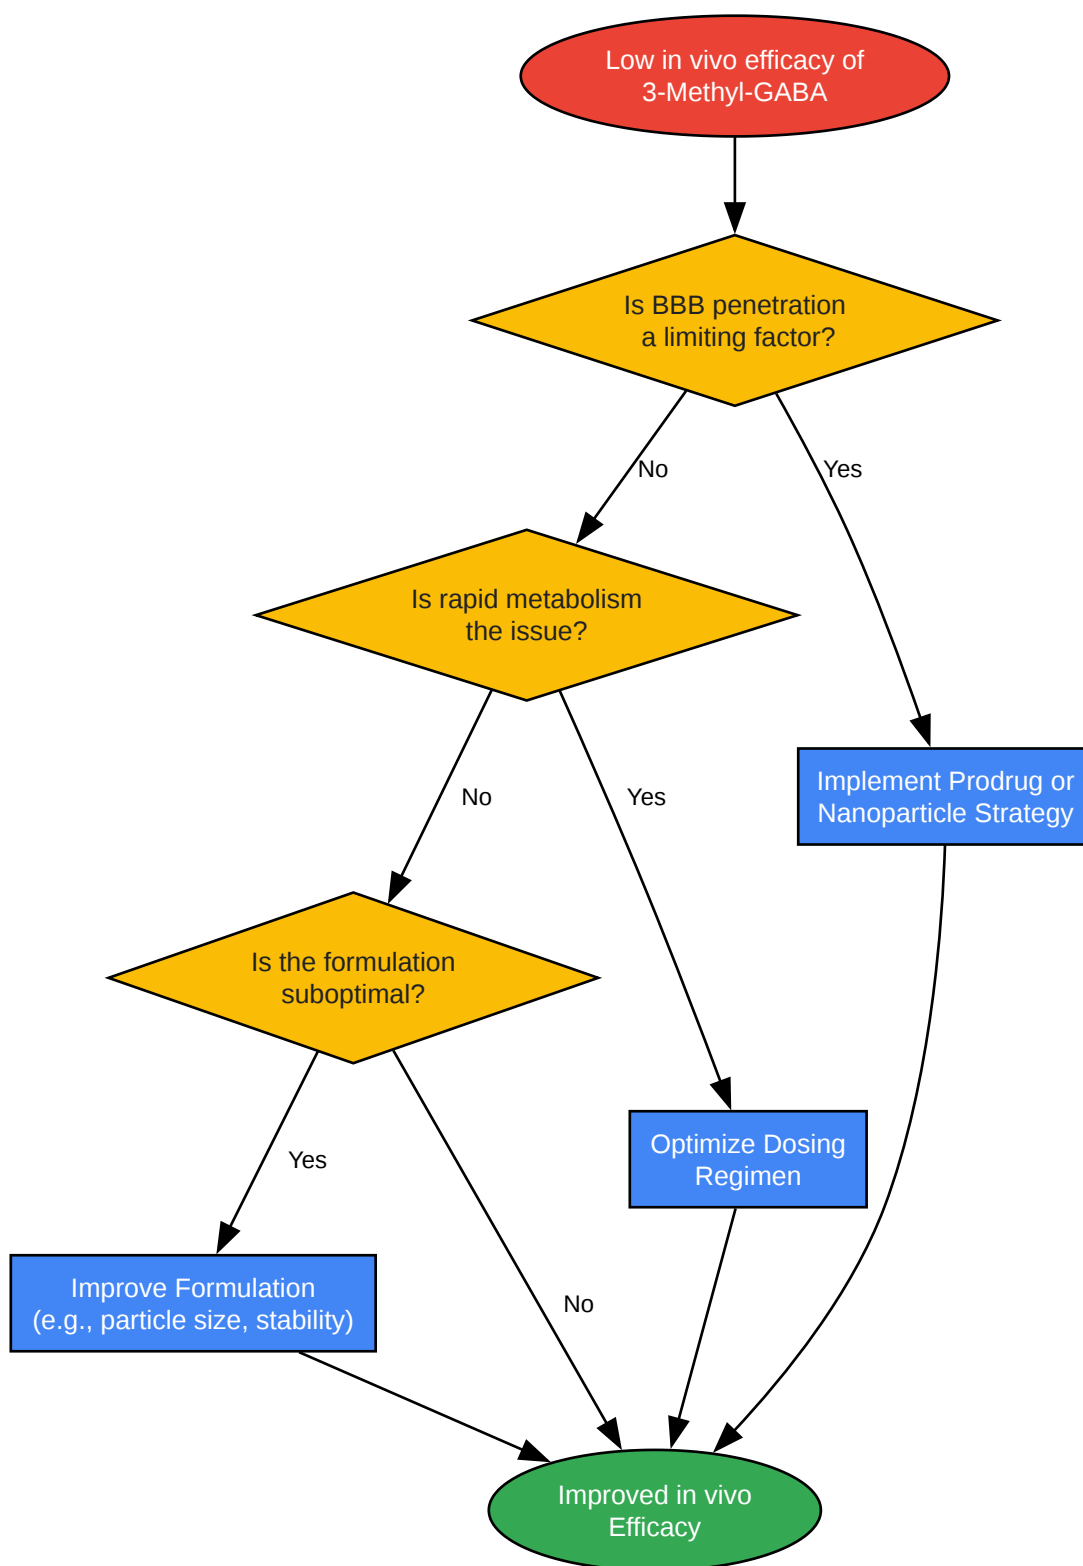 Low in vivo efficacy of
3-Methyl-GABA
Is BBB penetration
a limiting factor?
No
Yes
Is rapid metabolism
the issue?
Implement Prodrug or
Nanoparticle Strategy
No
Yes
Is the formulation
suboptimal?
Optimize Dosing
Regimen
Yes
Improve Formulation
(e.g., particle size, stability)
No
Improved in vivo
Efficacy